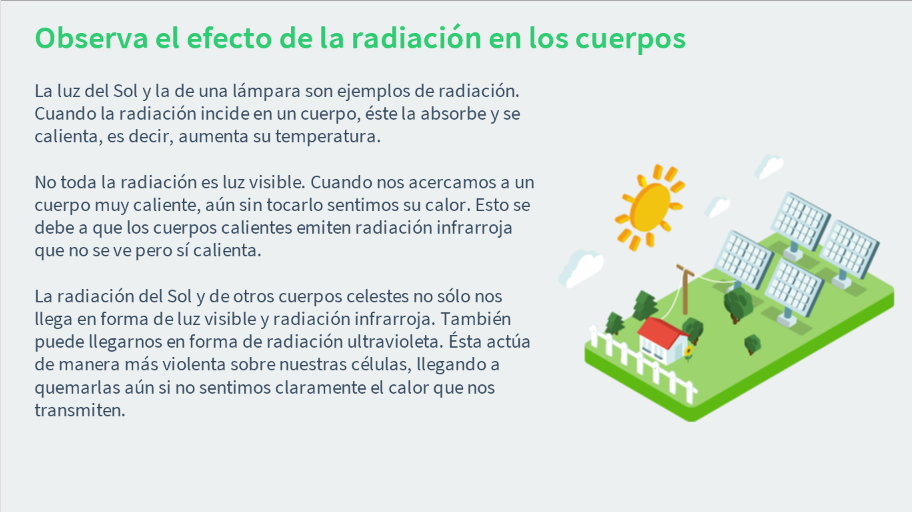 Observa el efecto de la radiación en los cuerpos
La luz del Sol y la de una lámpara son ejemplos de radiación.
Cuando la radiación incide en un cuerpo, éste la absorbe y se
calienta, es decir, aumenta su temperatura.
No toda la radiación es luz visible. Cuando nos acercamos a un
cuerpo muy caliente, aún sin tocarlo sentimos su calor. Esto se
debe a que los cuerpos calientes emiten radiación infrarroja
que no se ve pero sí calienta.
La radiación del Sol y de otros cuerpos celestes no sólo nos
llega en forma de luz visible y radiación infrarroja. También
puede llegarnos en forma de radiación ultravioleta. Ésta actúa
de manera más violenta sobre nuestras células, llegando a
quemarlas aún si no sentimos claramente el calor que nos
transmiten.